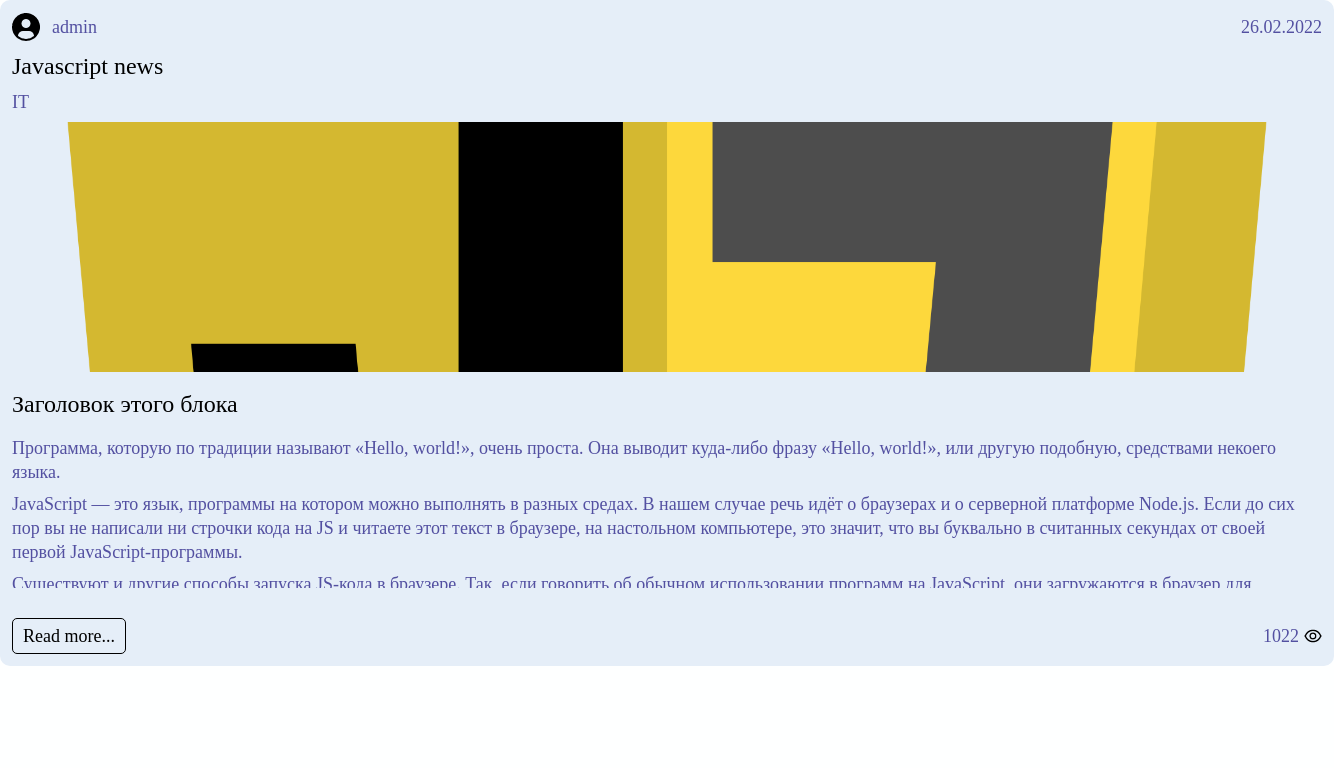 admin
26.02.2022
Javascript news
IT
Заголовок этого блока
Программа, которую по традиции называют «Hello, world!», очень проста. Она выводит куда-либо фразу «Hello, world!», или другую подобную, средствами некоего
языка.
JavaScript — это язык, программы на котором можно выполнять в разных средах. В нашем случае речь идёт о браузерах и о серверной платформе Node.js. Если до сих
пор вы не написали ни строчки кода на JS и читаете этот текст в браузере, на настольном компьютере, это значит, что вы буквально в считанных секундах от своей
первой JavaScript-программы.
Существуют и другие способы запуска JS-кода в браузере. Так, если говорить об обычном использовании программ на JavaScript, они загружаются в браузер для
Read more...
1022